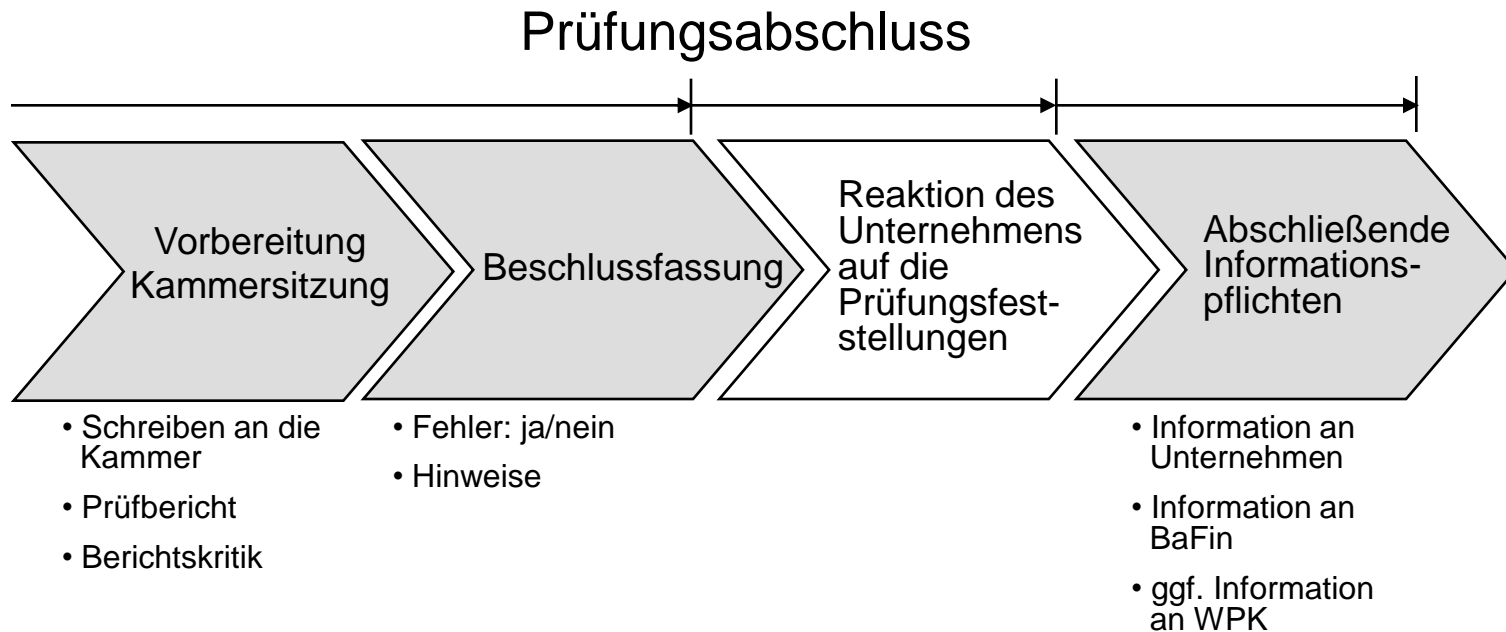 Prüfungsabschluss
Vorbereitung
Kammersitzung
Beschlussfassung
Reaktion des
Unternehmens
auf die
Prüfungsfest-
stellungen
Abschließende
Informations-
pflichten
• Schreiben an die
Kammer
• Prüfbericht
• Berichtskritik
• Fehler: ja/nein
• Hinweise
• Information an
Unternehmen
• Information an
BaFin
• ggf. Information
an WPK